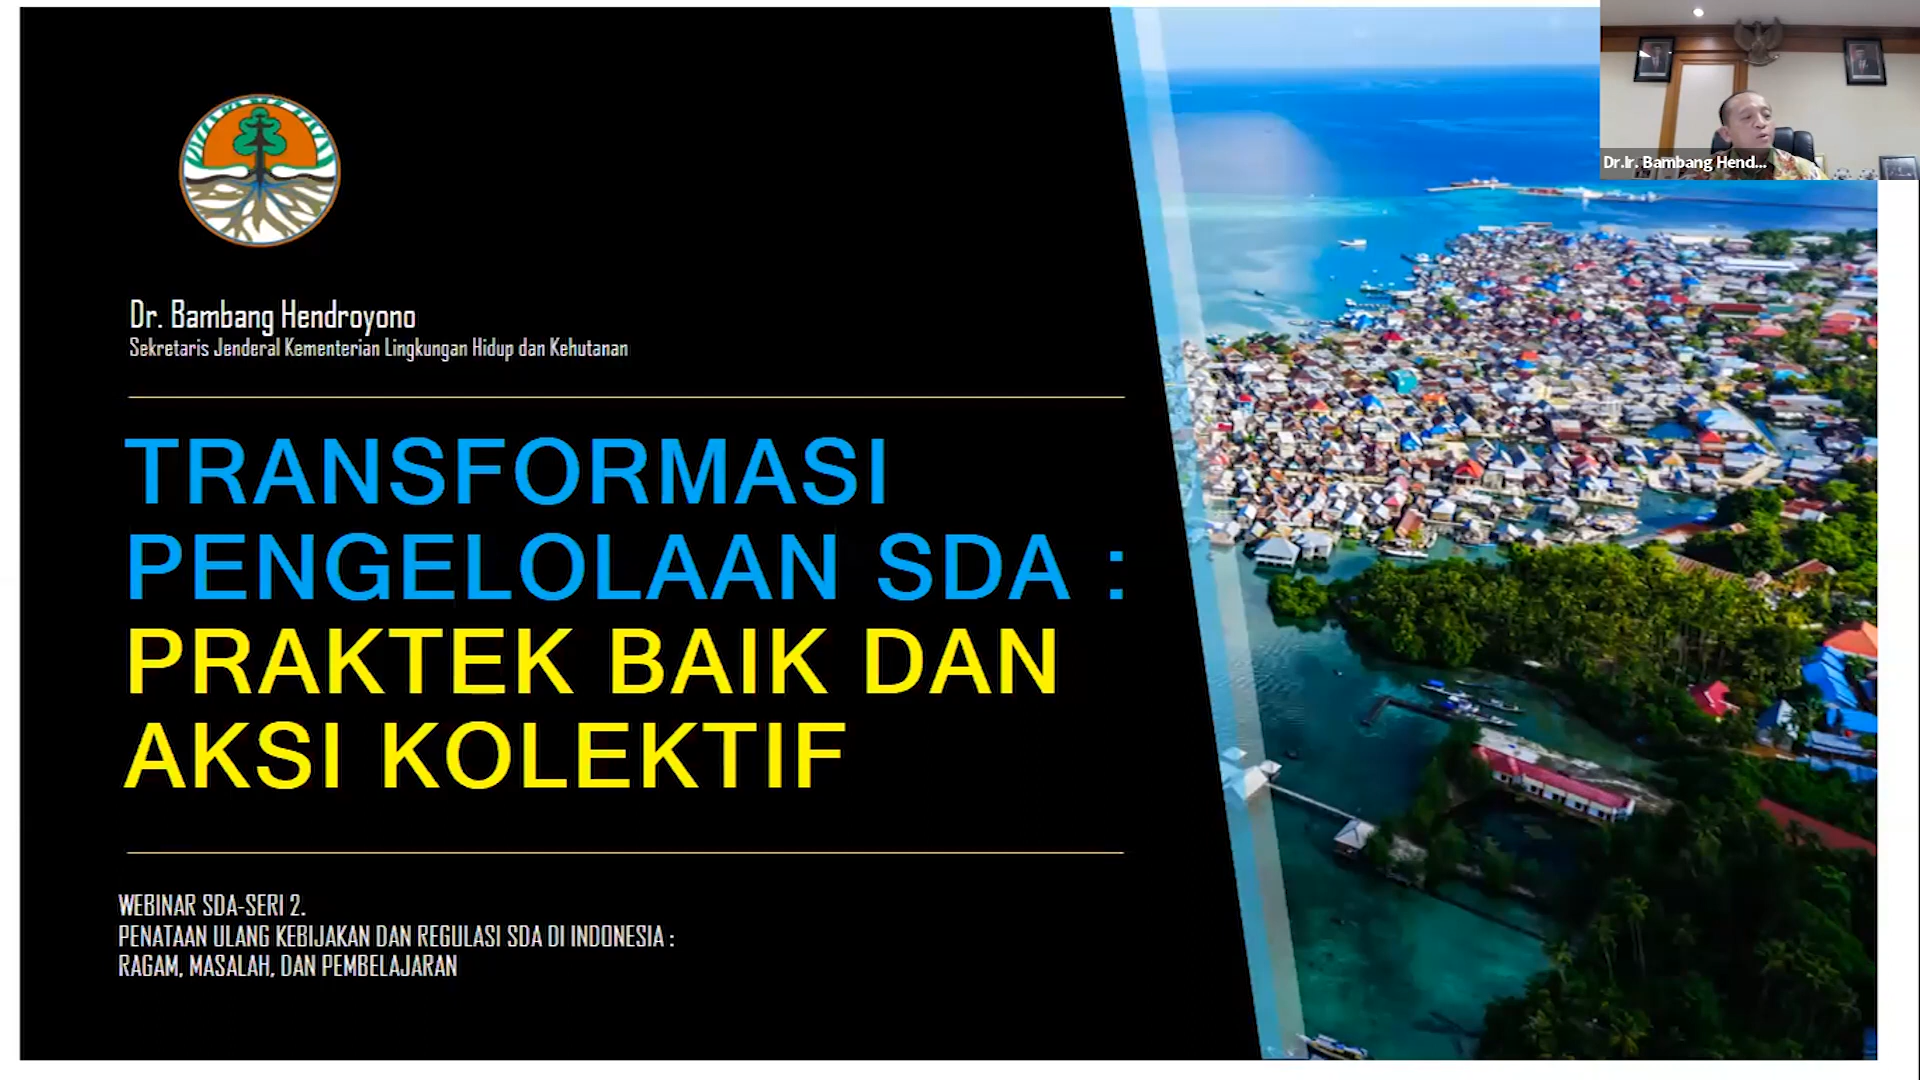 Dr.Ir. Bambang Hend...
Dr. Bambang Hendroyono
Sekretaris Jenderal Kementerian Lingkungan Hidup dan Kehutanan
TRANSFORMASI
PENGELOLAAN SDA :
PRAKTEK BAIK DAN
AKSI KOLEKTIF
WEBINAR SDA-SERI 2.
PENATAAN ULANG KEBIJAKAN DAN REGULASI SDA DI INDONESIA :
RAGAM, MASALAH, DAN PEMBELAJARAN